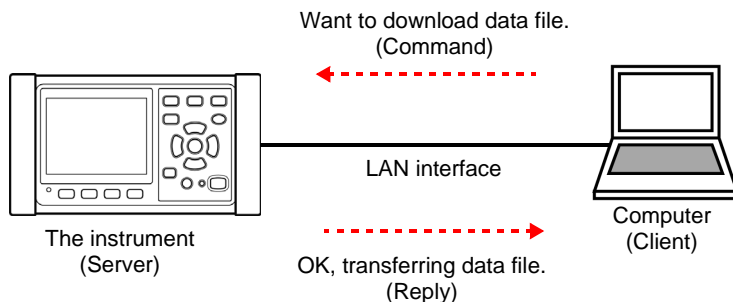 Want to download data file.
(Command)
LAN interface
The instrument
(Server)
Computer
(Client)
OK, transferring data file.
(Reply)